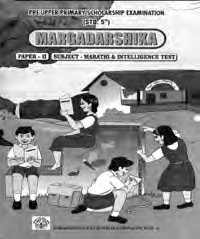 PRE UPPER PRIMARY SCHOLARSHIP EXAMINATION
(STD. 5th)
MARGADARSHIKA
PAPER - II SUBJECT - MARATHI & INTELLIGENCE TEST